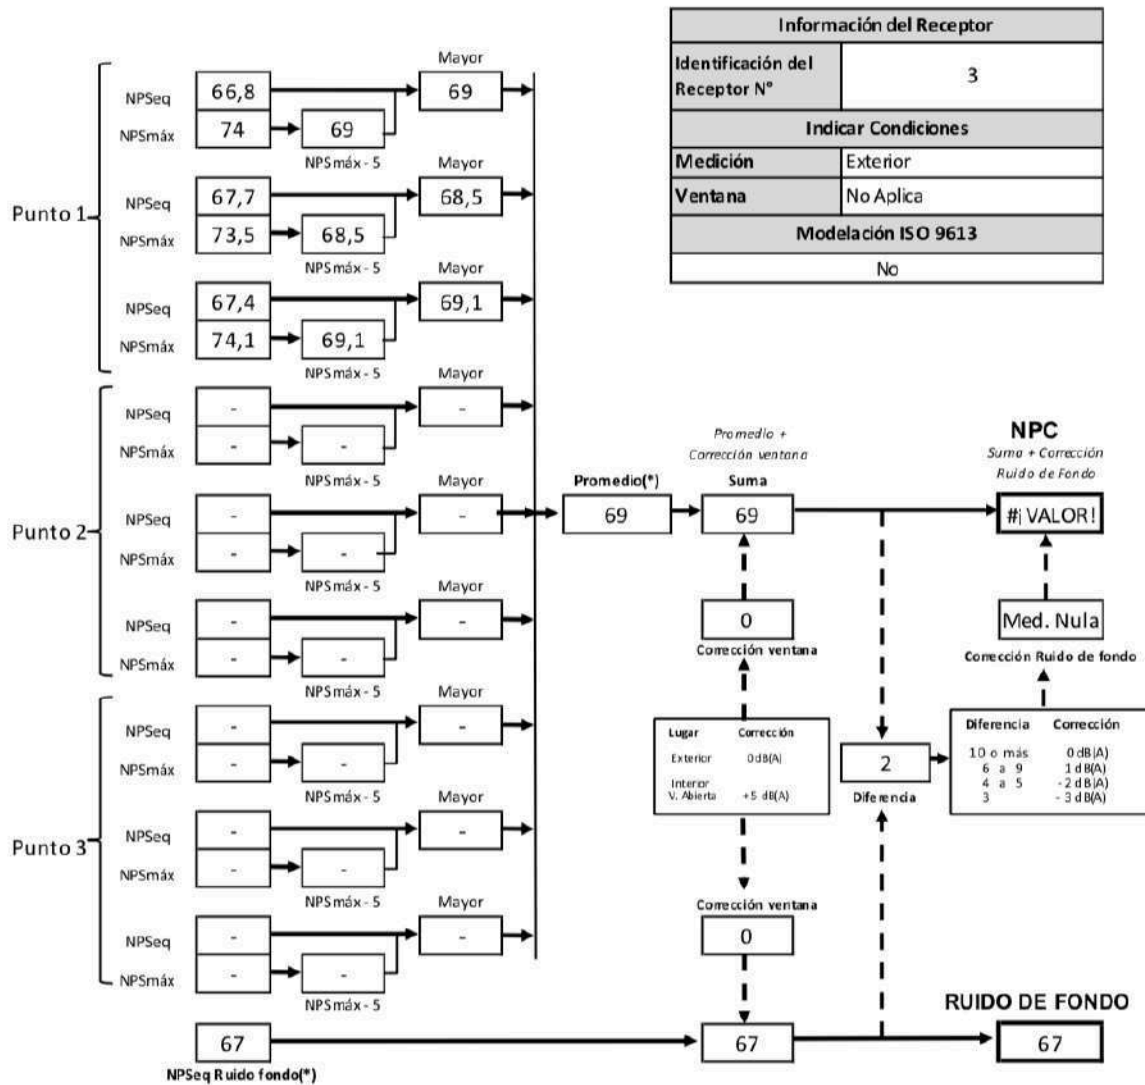 Información del Receptor
Identificación del Receptor N°
3
Indicar Condiciones
Medición
Exterior
Ventana
No Aplica
Modelación ISO 9613
No
Punto 1
NPSeq
66,8
Mayor
69
NPSmáx
74
69
NPSmáx - 5
NPSeq
67,7
Mayor
68,5
NPSmáx
73,5
68,5
NPSmáx - 5
NPSeq
67,4
Mayor
69,1
NPSmáx
74,1
69,1
NPSmáx - 5
Punto 2
NPSeq
-
Mayor
-
NPSmáx
-
-
NPSmáx - 5
NPSeq
-
Mayor
-
NPSmáx
-
-
NPSmáx - 5
NPSeq
-
Mayor
-
NPSmáx
-
-
NPSmáx - 5
Punto 3
NPSeq
-
Mayor
-
NPSmáx
-
-
NPSmáx - 5
NPSeq
-
Mayor
-
NPSmáx
-
-
NPSmáx - 5
NPSeq
-
Mayor
-
NPSmáx
-
-
NPSmáx - 5
67
NPSeq Ruido fondo(*)
Promedio(*)
69
Promedio +
Corrección ventana
Suma
69
0
Corrección ventana
Lugar Corrección
Exterior 0 dB(A)
Interior
V. Abierta +5 dB(A)
Corrección ventana
0
67
2
Diferencia
NPC
Suma + Corrección
Ruido de Fondo
#¡VALOR!
Med. Nula
Corrección Ruido de fondo
Diferencia Corrección
10 o más 0 dB(A)
6 a 9 1 dB(A)
4 a 5 -2 dB(A)
3 - 3 dB(A)
RUIDO DE FONDO
67